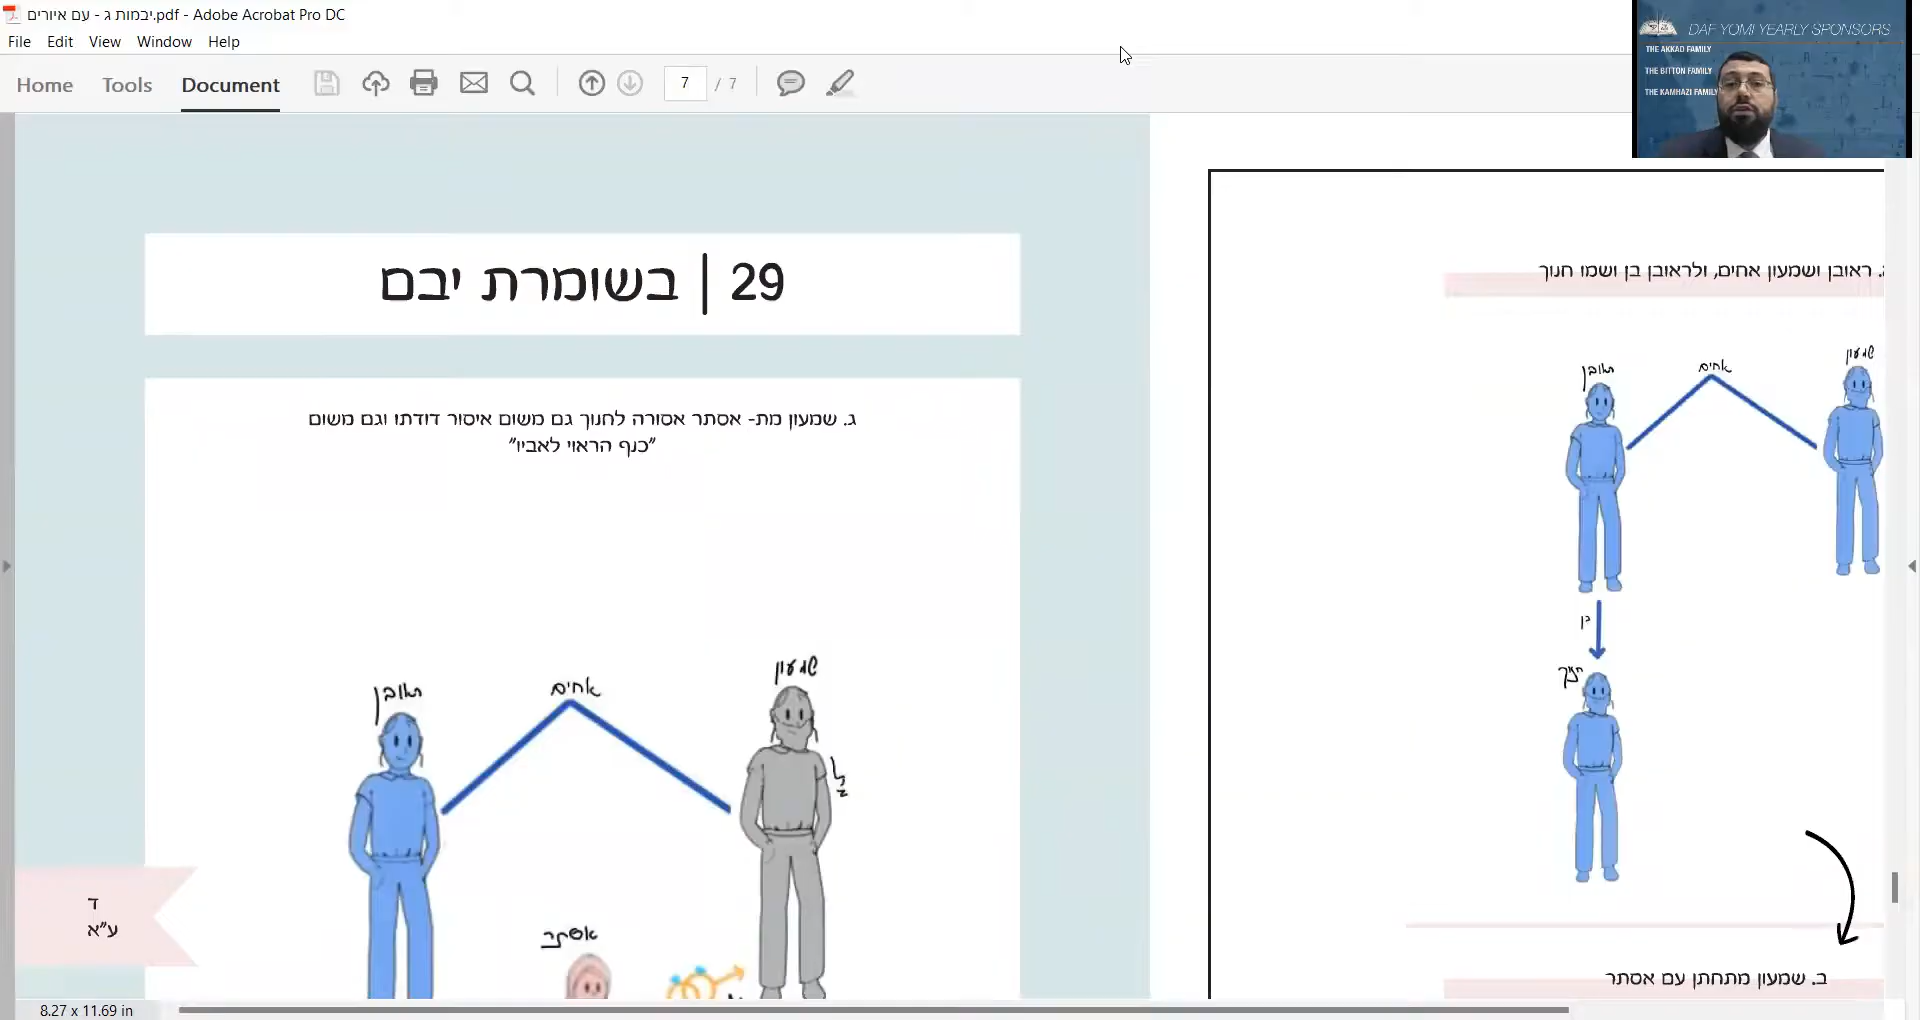 יבמות ג - עם איורים.pdf - Adobe Acrobat Pro DC
File Edit View Window Help
Home Tools Document 7 / 7
DAF YOMI YEARLY SPONSORS
THE AKKAD FAMILY
THE BITTON FAMILY
THE KAMHAZI FAMILY
29 | בשומרת יבם
ג. שמעון מת- אסתר אסורה לחנוך גם משום איסור דודתו וגם משום
"כנף הראוי לאביו"
שמעון
אחים
ראובן
ז"ל
אסתר
ד
ע"א
א. ראובן ושמעון אחים, ולראובן בן ושמו חנוך
שמעון
אחים
ראובן
בן
חנוך
ב. שמעון מתחתן עם אסתר
8.27 x 11.69 in